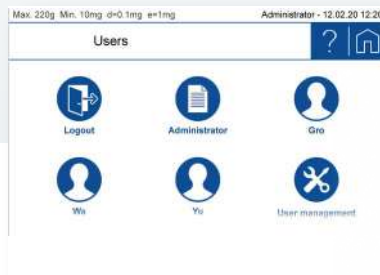 Max. 220g Min. 10mg d=0.1mg e=1mg Administrator - 12.02.20 12:26
Users ?
Logout Administrator Gro
Wa Yu User management